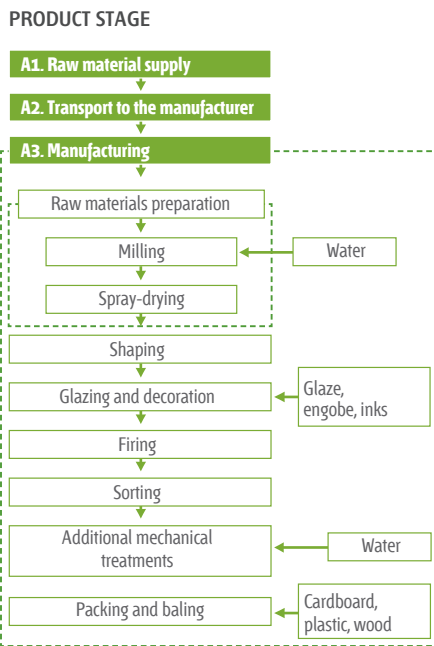 PRODUCT STAGE
A1. Raw material supply
A2. Transport to the manufacturer
A3. Manufacturing
Raw materials preparation
Milling
Water
Spray-drying
Shaping
Glazing and decoration
Glaze,
engobe, inks
Firing
Sorting
Additional mechanical
treatments
Water
Packing and baling
Cardboard,
plastic, wood